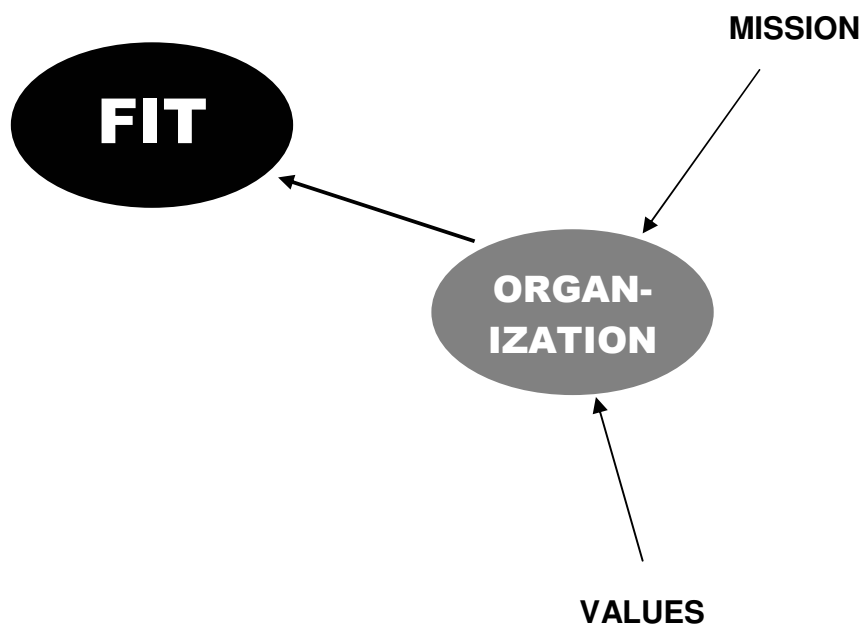 MISSION
FIT
ORGAN-
IZATION
VALUES